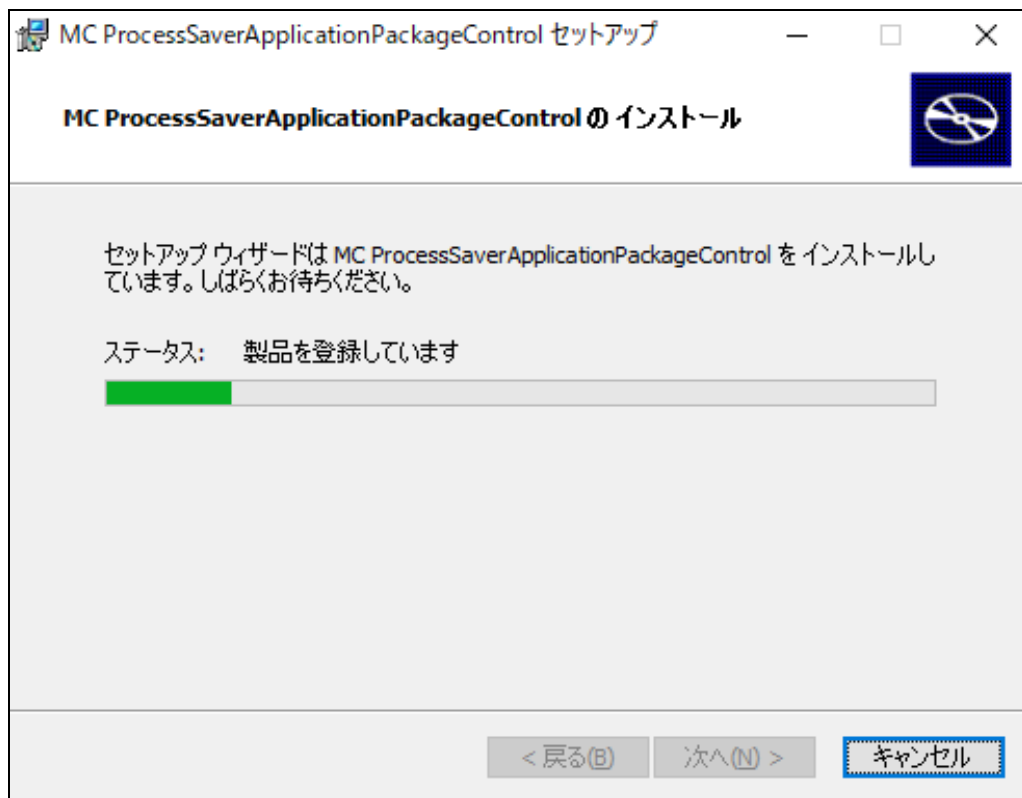 MC ProcessSaverApplicationPackageControl セットアップ
MC ProcessSaverApplicationPackageControl の インストール
セットアップ ウィザードは MC ProcessSaverApplicationPackageControl を インストールし
ています。しばらくお待ちください。
ステータス: 製品を登録しています
< 戻る(B) 次へ(N) > キャンセル